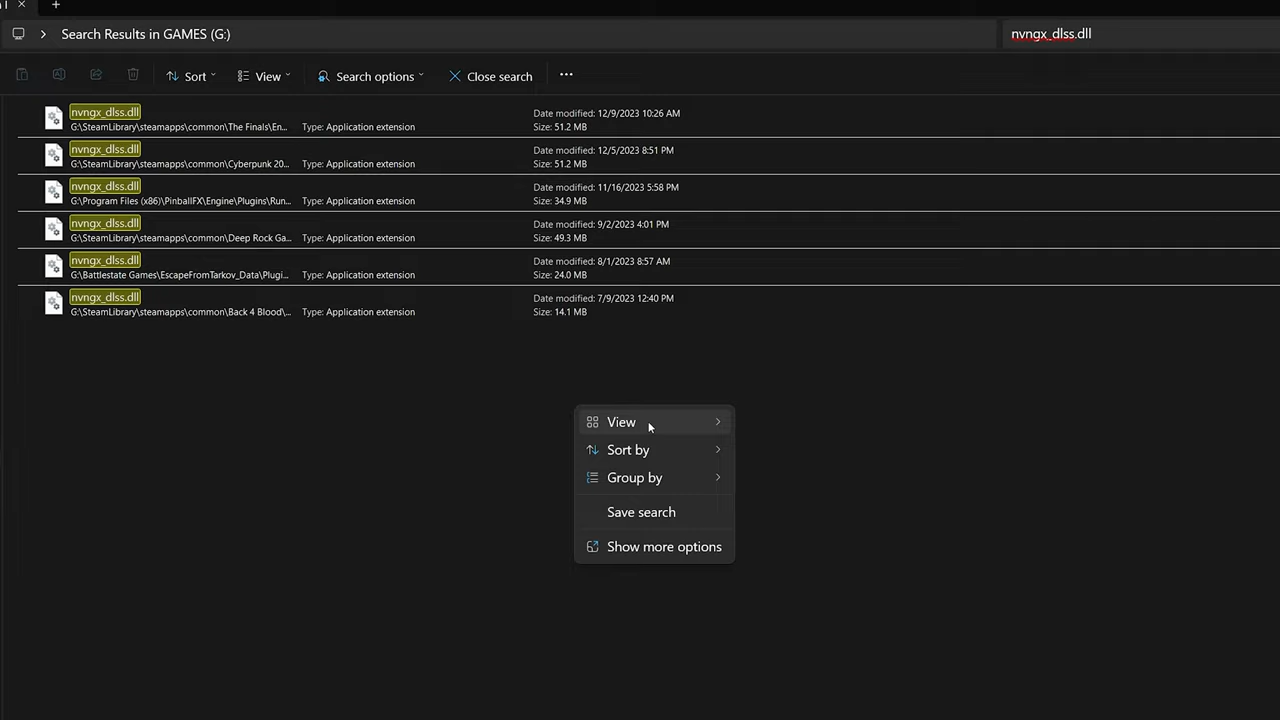 Search Results in GAMES (G:)
nvngx_dlss.dll
Sort
View
Search options
Close search
nvngx_dlss.dll
Date modified: 12/9/2023 10:26 AM
G:\SteamLibrary\steamapps\common\The Finals\En...
Type: Application extension
Size: 51.2 MB
nvngx_dlss.dll
Date modified: 12/5/2023 8:51 PM
G:\SteamLibrary\steamapps\common\Cyberpunk 20...
Type: Application extension
Size: 51.2 MB
nvngx_dlss.dll
Date modified: 11/16/2023 5:58 PM
G:\Program Files (x86)\PinballFX\Engine\Plugins\Run...
Type: Application extension
Size: 34.9 MB
nvngx_dlss.dll
Date modified: 9/2/2023 4:01 PM
G:\SteamLibrary\steamapps\common\Deep Rock Ga...
Type: Application extension
Size: 49.3 MB
nvngx_dlss.dll
Date modified: 8/1/2023 8:57 AM
G:\Battlestate Games\EscapeFromTarkov_Data\Plugi...
Type: Application extension
Size: 24.0 MB
nvngx_dlss.dll
Date modified: 7/9/2023 12:40 PM
G:\SteamLibrary\steamapps\common\Back 4 Blood\...
Type: Application extension
Size: 14.1 MB
View
Sort by
Group by
Save search
Show more options